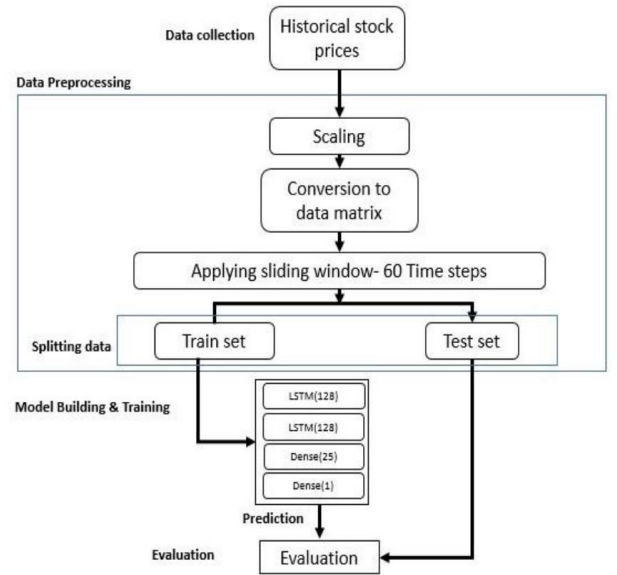 Data collection
Historical stock
prices
Data Preprocessing
Scaling
Conversion to
data matrix
Applying sliding window- 60 Time steps
Splitting data
Train set
Test set
Model Building & Training
LSTM(128)
LSTM(128)
Dense(25)
Dense(1)
Prediction
Evaluation
Evaluation